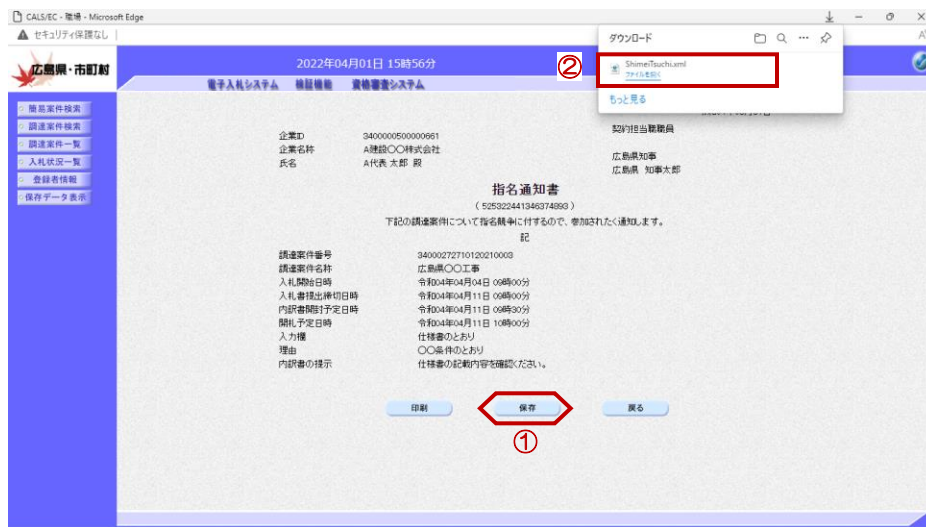 CALS/EC - 職場 - Microsoft Edge
セキュリティ保護なし
ダウンロード
②
ShimeiTsuchi.xml
ファイルを開く
もっと見る
広島県・市町村
2022年04月01日 15時56分
電子入札システム 検証機能 資格審査システム
簡易案件検索
調達案件検索
調達案件一覧
入札状況一覧
登録者情報
保存データ表示
企業ID 3400000500000661
企業名称 A建設〇〇株式会社
氏名 A代表 太郎 殿
契約担当職員
広島県知事
広島県 知事太郎
指名通知書
( 525322441346374893 )
下記の調達案件について指名競争に付するので、参加されたく通知します。
記
調達案件番号 34000272710120210003
調達案件名称 広島県〇〇工事
入札開始日時 令和04年04月04日 09時00分
入札書提出締切日時 令和04年04月11日 09時00分
内訳書開封予定日時 令和04年04月11日 09時30分
開札予定日時 令和04年04月11日 10時00分
入力欄 仕様書のとおり
理由 〇〇条件のとおり
内訳書の提示 仕様書の記載内容を確認ください。
印刷 保存 戻る
①